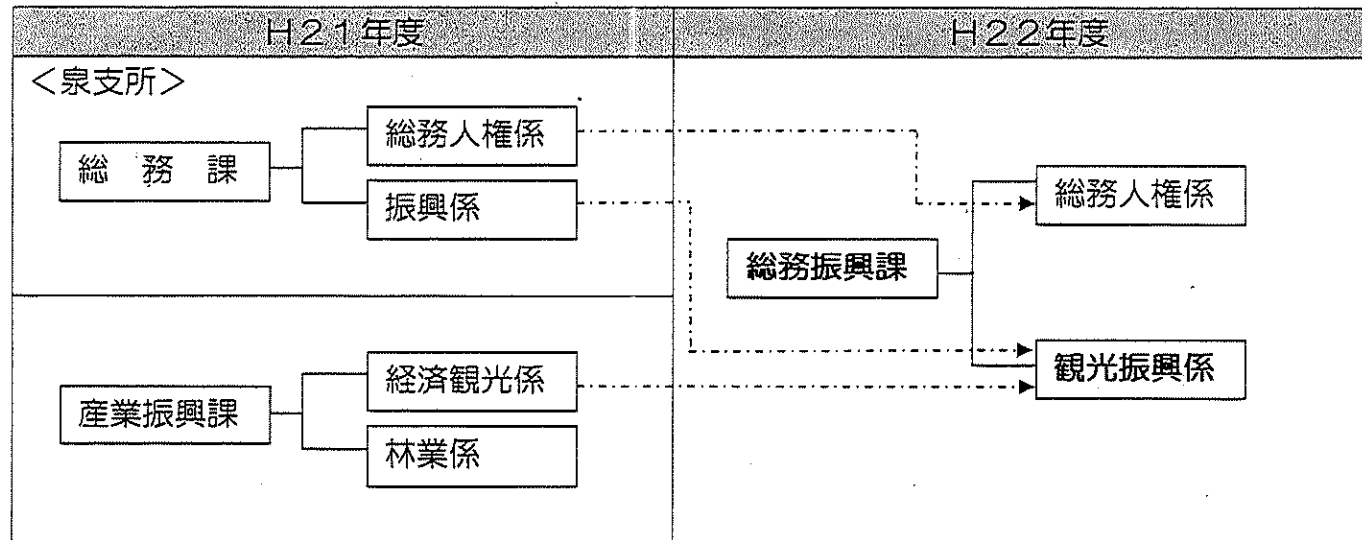 H21年度
H22年度
<泉支所>
総務課
総務人権係
振興係
産業振興課
経済観光係
林業係
総務振興課
総務人権係
観光振興係